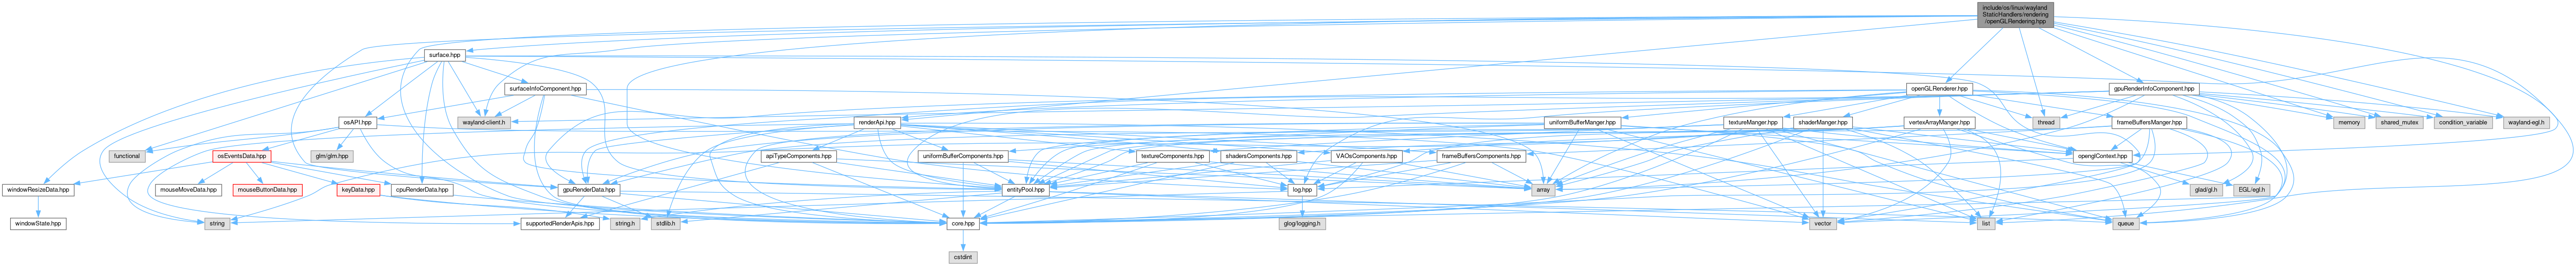 include/os/linux/wayland
StaticHandlers/rendering
/openGLRendering.hpp
surface.hpp
surfaceInfoComponent.hpp
openGLRenderer.hpp
gpuRenderInfoComponent.hpp
osAPI.hpp
wayland-client.h
renderApi.hpp
uniformBufferManger.hpp
textureManger.hpp
shaderManger.hpp
vertexArrayManger.hpp
thread
frameBuffersManger.hpp
memory
shared_mutex
condition_variable
wayland-egl.h
functional
osEventsData.hpp
glm/glm.hpp
apiTypeComponents.hpp
uniformBufferComponents.hpp
textureComponents.hpp
shadersComponents.hpp
VAOsComponents.hpp
frameBuffersComponents.hpp
openglContext.hpp
windowResizeData.hpp
mouseMoveData.hpp
mouseButtonData.hpp
keyData.hpp
cpuRenderData.hpp
gpuRenderData.hpp
entityPool.hpp
log.hpp
array
glad/gl.h
EGL/egl.h
windowState.hpp
string
supportedRenderApis.hpp
string.h
stdlib.h
core.hpp
glog/logging.h
vector
list
queue
cstdint